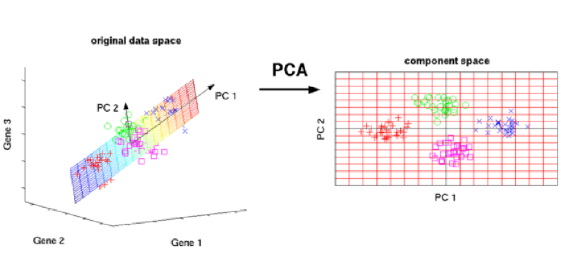 original data space
PC 2
PC 1
Gene 3
Gene 2
Gene 1
PCA
component space
PC 2
PC 1